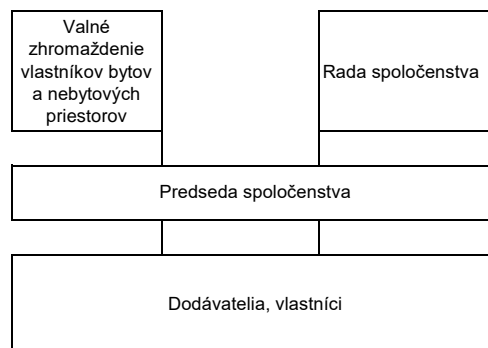 Valné
zhromaždenie
vlastníkov bytov
a nebytových
priestorov
Rada spoločenstva
Predseda spoločenstva
Dodávatelia, vlastníci